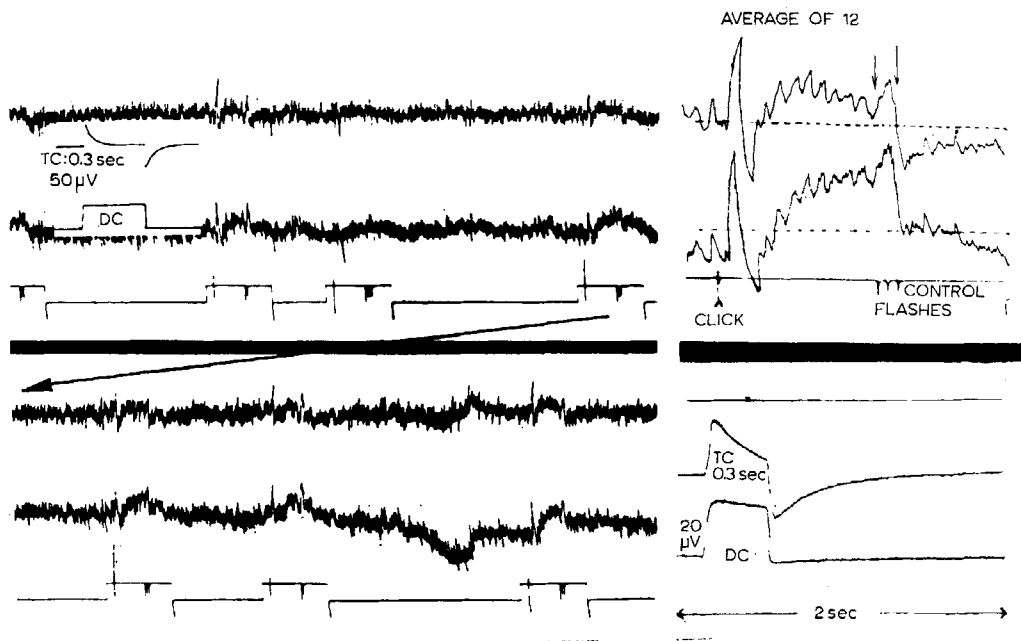 AVERAGE OF 12
TC:0.3 sec
50 µV
DC
CLICK
CONTROL
FLASHES
TC
0.3 sec
20
µV
DC
2 sec